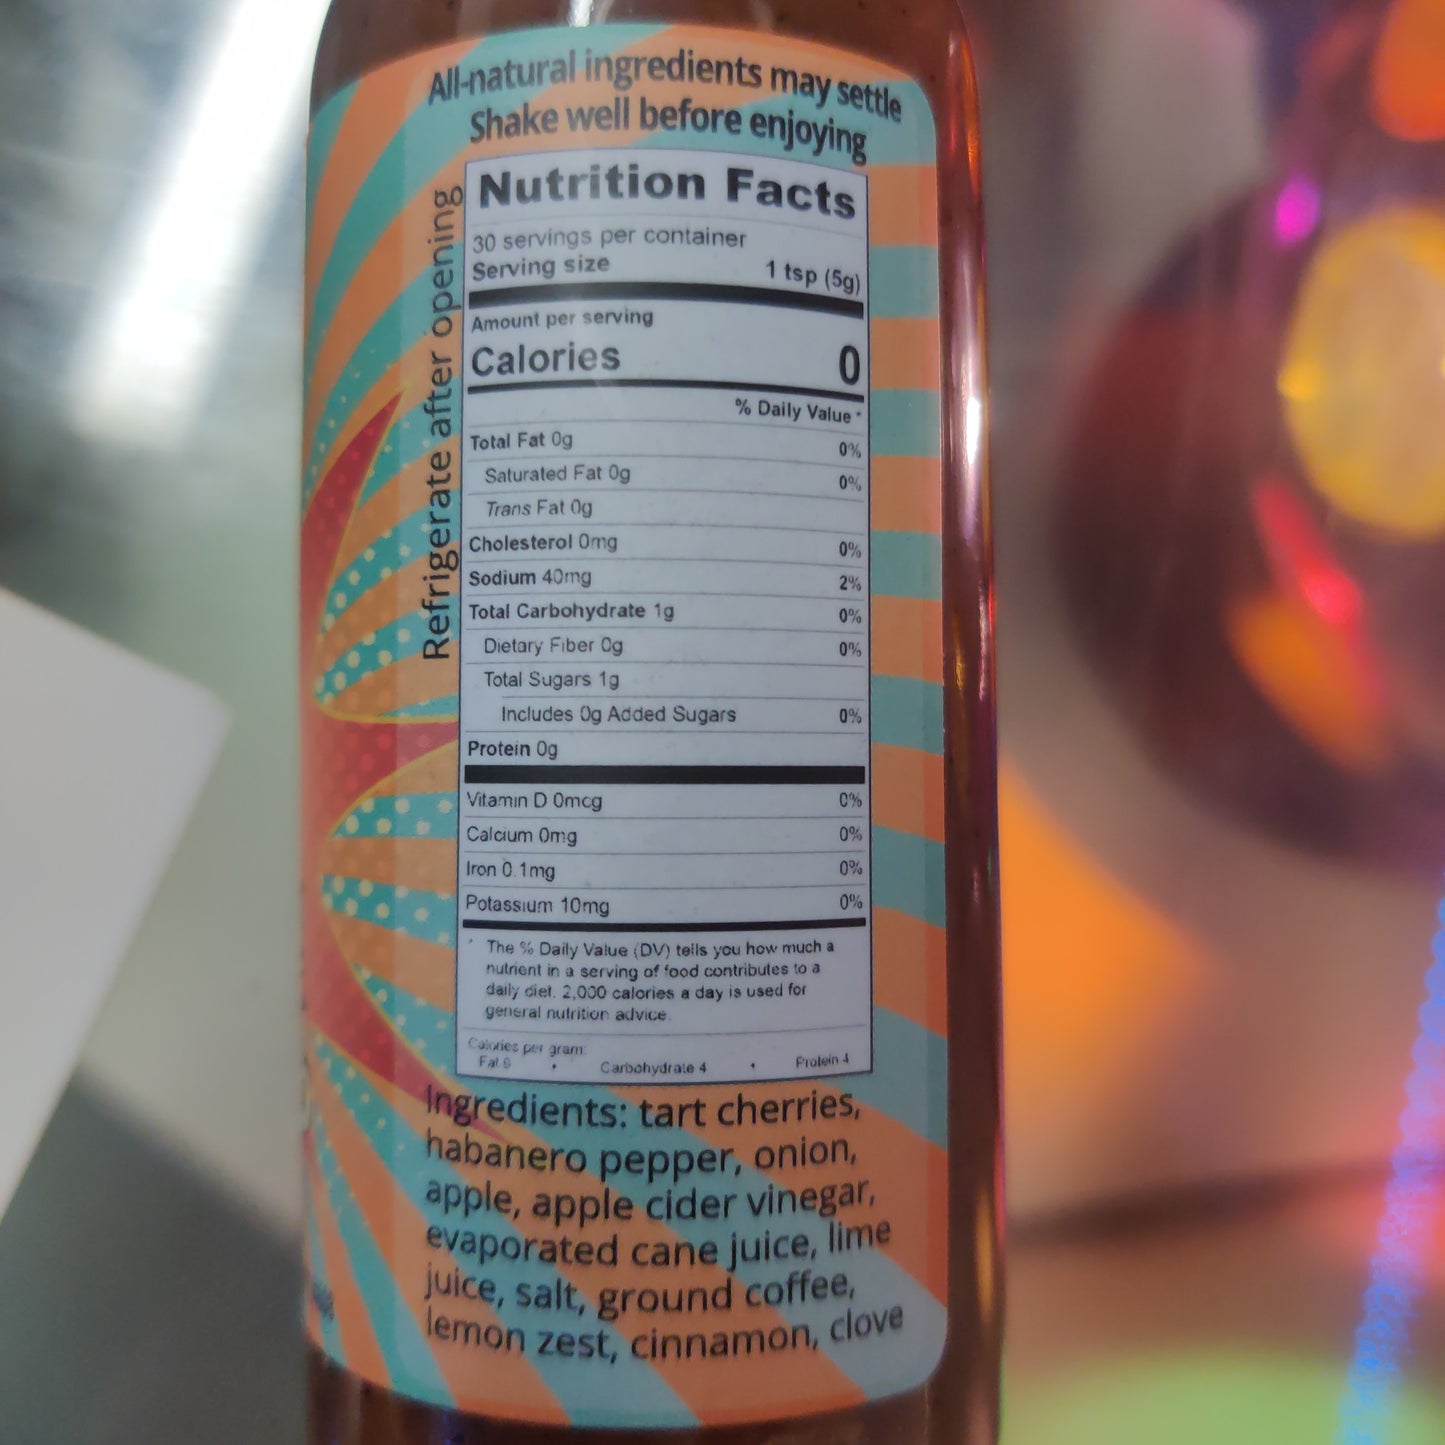 All-natural ingredients may settle
Shake well before enjoying
Refrigerate after opening
Nutrition Facts
30 servings per container
Serving size 1 tsp (5g)
Amount per serving
Calories 0
% Daily Value *
Total Fat 0g 0%
Saturated Fat 0g 0%
Trans Fat 0g
Cholesterol 0mg 0%
Sodium 40mg 2%
Total Carbohydrate 1g 0%
Dietary Fiber 0g 0%
Total Sugars 1g
Includes 0g Added Sugars 0%
Protein 0g
Vitamin D 0mcg 0%
Calcium 0mg 0%
Iron 0.1mg 0%
Potassium 10mg 0%
* The % Daily Value (DV) tells you how much a
nutrient in a serving of food contributes to a
daily diet. 2,000 calories a day is used for
general nutrition advice.
Calories per gram:
Fat 9 • Carbohydrate 4 • Protein 4
Ingredients: tart cherries,
habanero pepper, onion,
apple, apple cider vinegar,
evaporated cane juice, lime
juice, salt, ground coffee,
lemon zest, cinnamon, clove